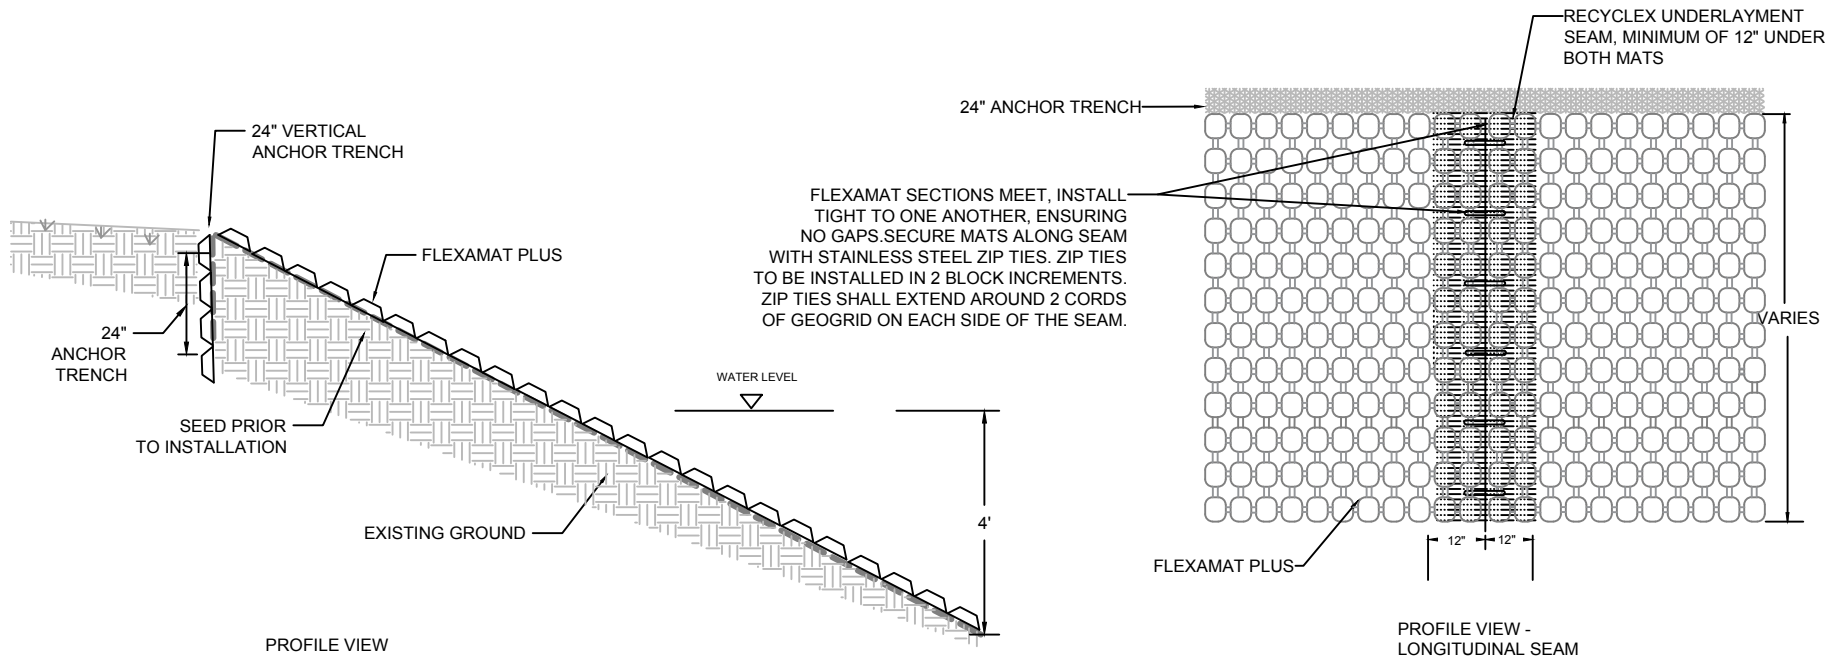 24" VERTICAL
ANCHOR TRENCH
FLEXAMAT PLUS
24"
ANCHOR
TRENCH
SEED PRIOR
TO INSTALLATION
WATER LEVEL
EXISTING GROUND
4'
PROFILE VIEW
RECYCLEX UNDERLAYMENT
SEAM, MINIMUM OF 12" UNDER
BOTH MATS
24" ANCHOR TRENCH
FLEXAMAT SECTIONS MEET, INSTALL
TIGHT TO ONE ANOTHER, ENSURING
NO GAPS.SECURE MATS ALONG SEAM
WITH STAINLESS STEEL ZIP TIES. ZIP TIES
TO BE INSTALLED IN 2 BLOCK INCREMENTS.
ZIP TIES SHALL EXTEND AROUND 2 CORDS
OF GEOGRID ON EACH SIDE OF THE SEAM.
VARIES
12" 12"
FLEXAMAT PLUS
PROFILE VIEW -
LONGITUDINAL SEAM